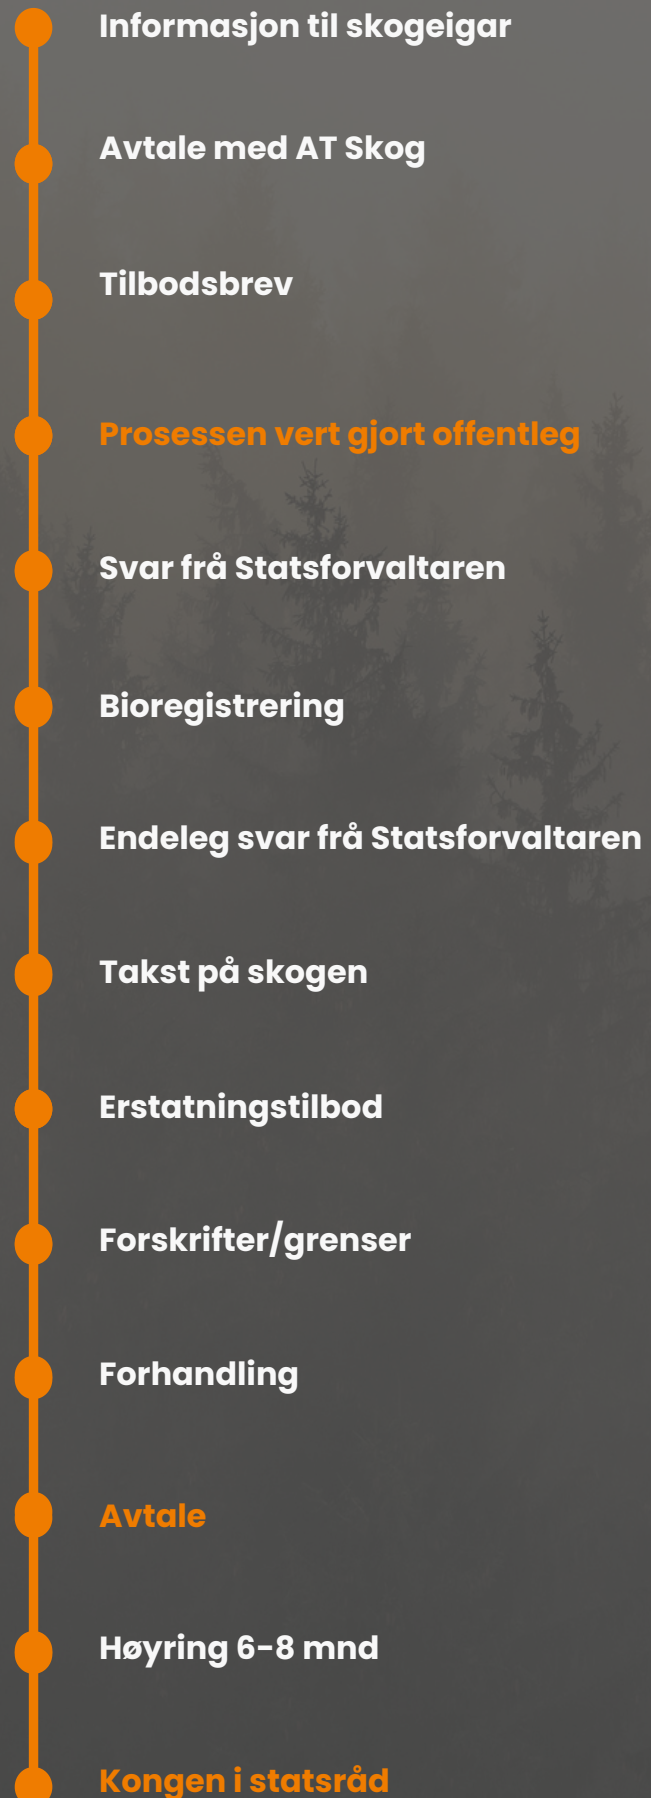 Informasjon til skogeigar
Avtale med AT Skog
Tilbodsbrev
Prosessen vert gjort offentleg
Svar frå Statsforvaltaren
Bioregistrering
Endeleg svar frå Statsforvaltaren
Takst på skogen
Erstatningstilbod
Forskrifter/grenser
Forhandling
Avtale
Høyring 6-8 mnd
Kongen i statsråd